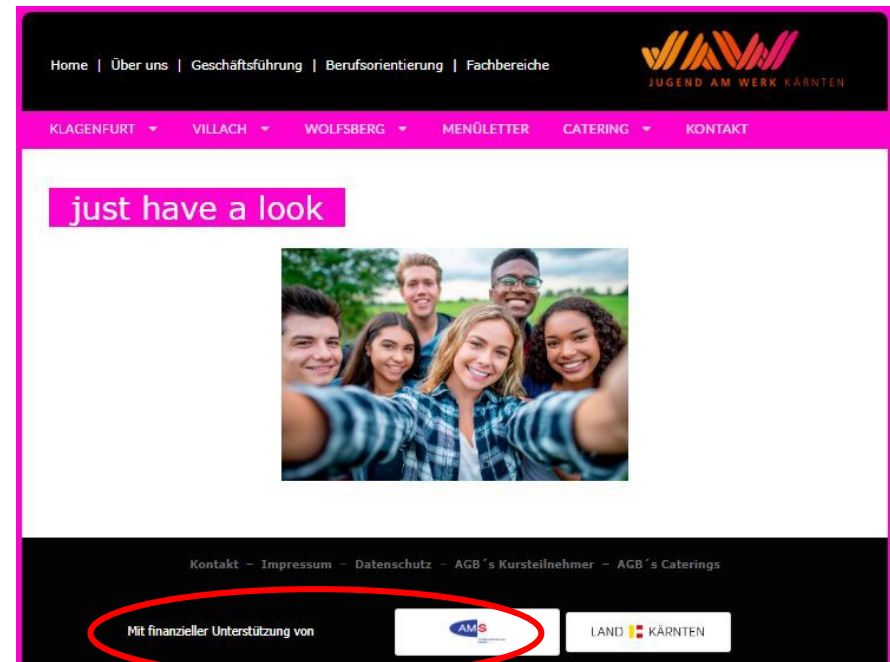 Home | Über uns | Geschäftsführung | Berufsorientierung | Fachbereiche
JUGEND AM WERK KÄRNTEN
KLAGENFURT VILLACH WOLFSBERG MENÜLETTER CATERING KONTAKT
just have a look
Kontakt – Impressum – Datenschutz – AGB´s Kursteilnehmer – AGB´s Caterings
Mit finanzieller Unterstützung von
AMS
LAND KÄRNTEN